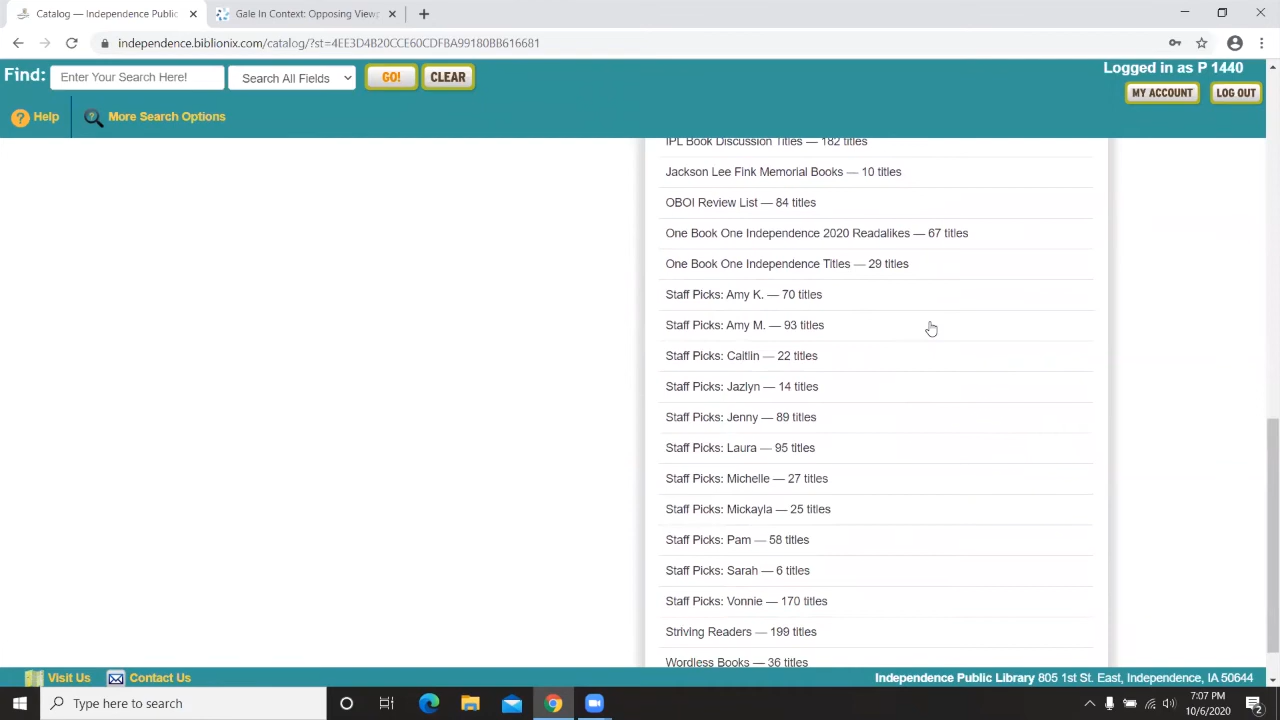 Catalog — Independence Public
Gale In Context: Opposing View
independence.biblionix.com/catalog/?st=4EE3D4B20CCE60CDFBA99180BB616681
Find:
Enter Your Search Here!
Search All Fields
GO!
CLEAR
Logged in as P 1440
MY ACCOUNT
LOG OUT
Help
More Search Options
IPL Book Discussion Titles — 182 titles
Jackson Lee Fink Memorial Books — 10 titles
OBOI Review List — 84 titles
One Book One Independence 2020 Readalikes — 67 titles
One Book One Independence Titles — 29 titles
Staff Picks: Amy K. — 70 titles
Staff Picks: Amy M. — 93 titles
Staff Picks: Caitlin — 22 titles
Staff Picks: Jazlyn — 14 titles
Staff Picks: Jenny — 89 titles
Staff Picks: Laura — 95 titles
Staff Picks: Michelle — 27 titles
Staff Picks: Mickayla — 25 titles
Staff Picks: Pam — 58 titles
Staff Picks: Sarah — 6 titles
Staff Picks: Vonnie — 170 titles
Striving Readers — 199 titles
Wordless Books — 36 titles
Visit Us
Contact Us
Independence Public Library 805 1st St. East, Independence, IA 50644
Type here to search
7:07 PM
10/6/2020
2